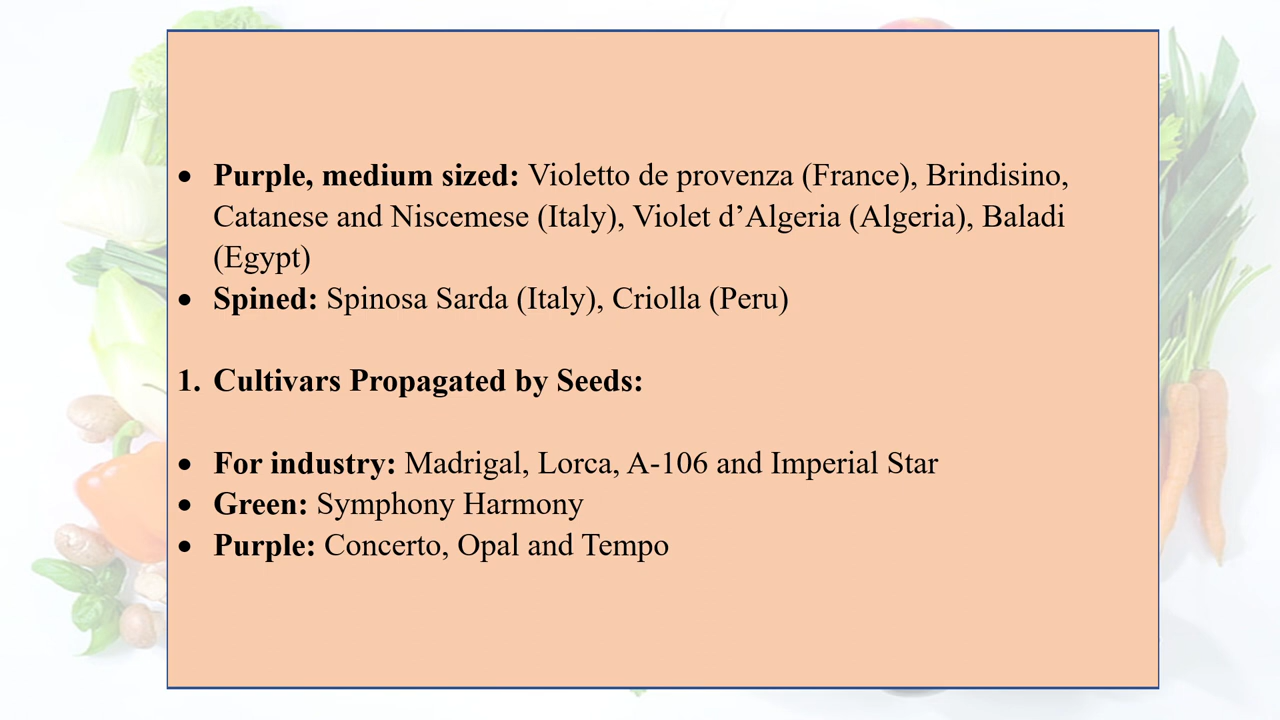 • Purple, medium sized: Violetto de provenza (France), Brindisino,
Catanese and Niscemese (Italy), Violet d’Algeria (Algeria), Baladi
(Egypt)
• Spined: Spinosa Sarda (Italy), Criolla (Peru)
1. Cultivars Propagated by Seeds:
• For industry: Madrigal, Lorca, A-106 and Imperial Star
• Green: Symphony Harmony
• Purple: Concerto, Opal and Tempo